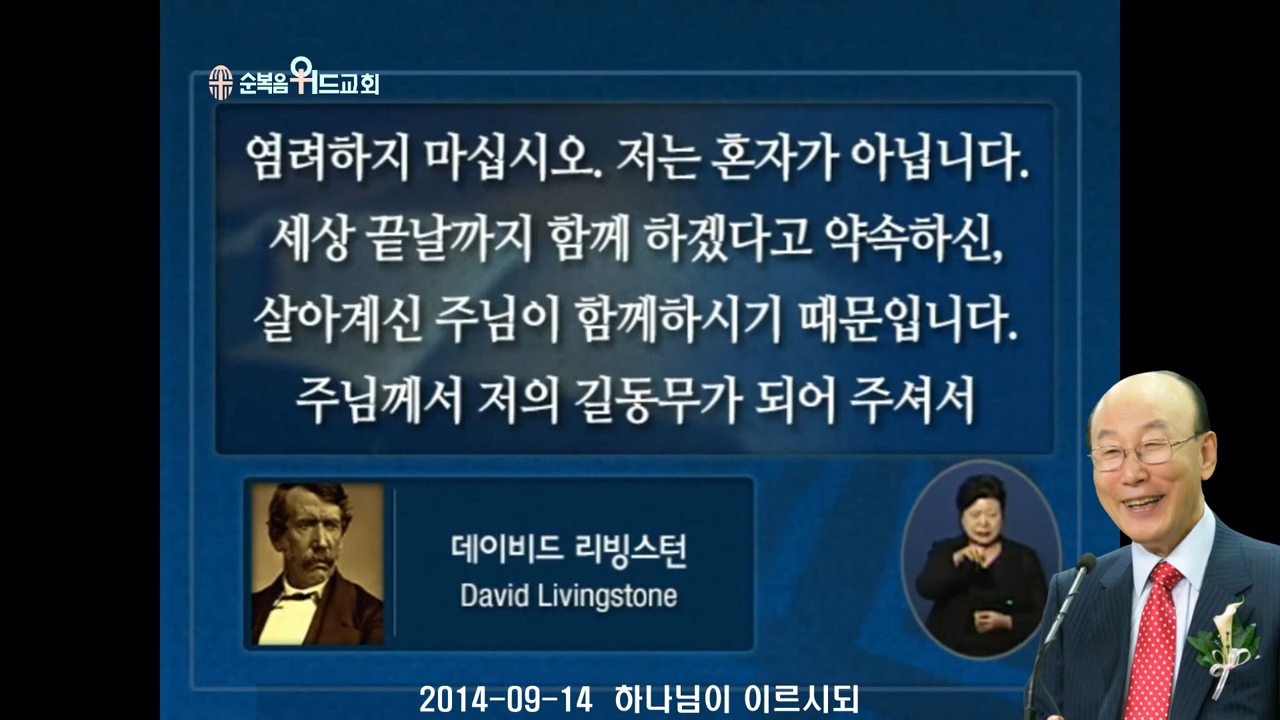 순복음워드교회
염려하지 마십시오. 저는 혼자가 아닙니다.
세상 끝날까지 함께 하겠다고 약속하신,
살아계신 주님이 함께하시기 때문입니다.
주님께서 저의 길동무가 되어 주셔서
데이비드 리빙스턴
David Livingstone
2014-09-14 하나님이 이르시되